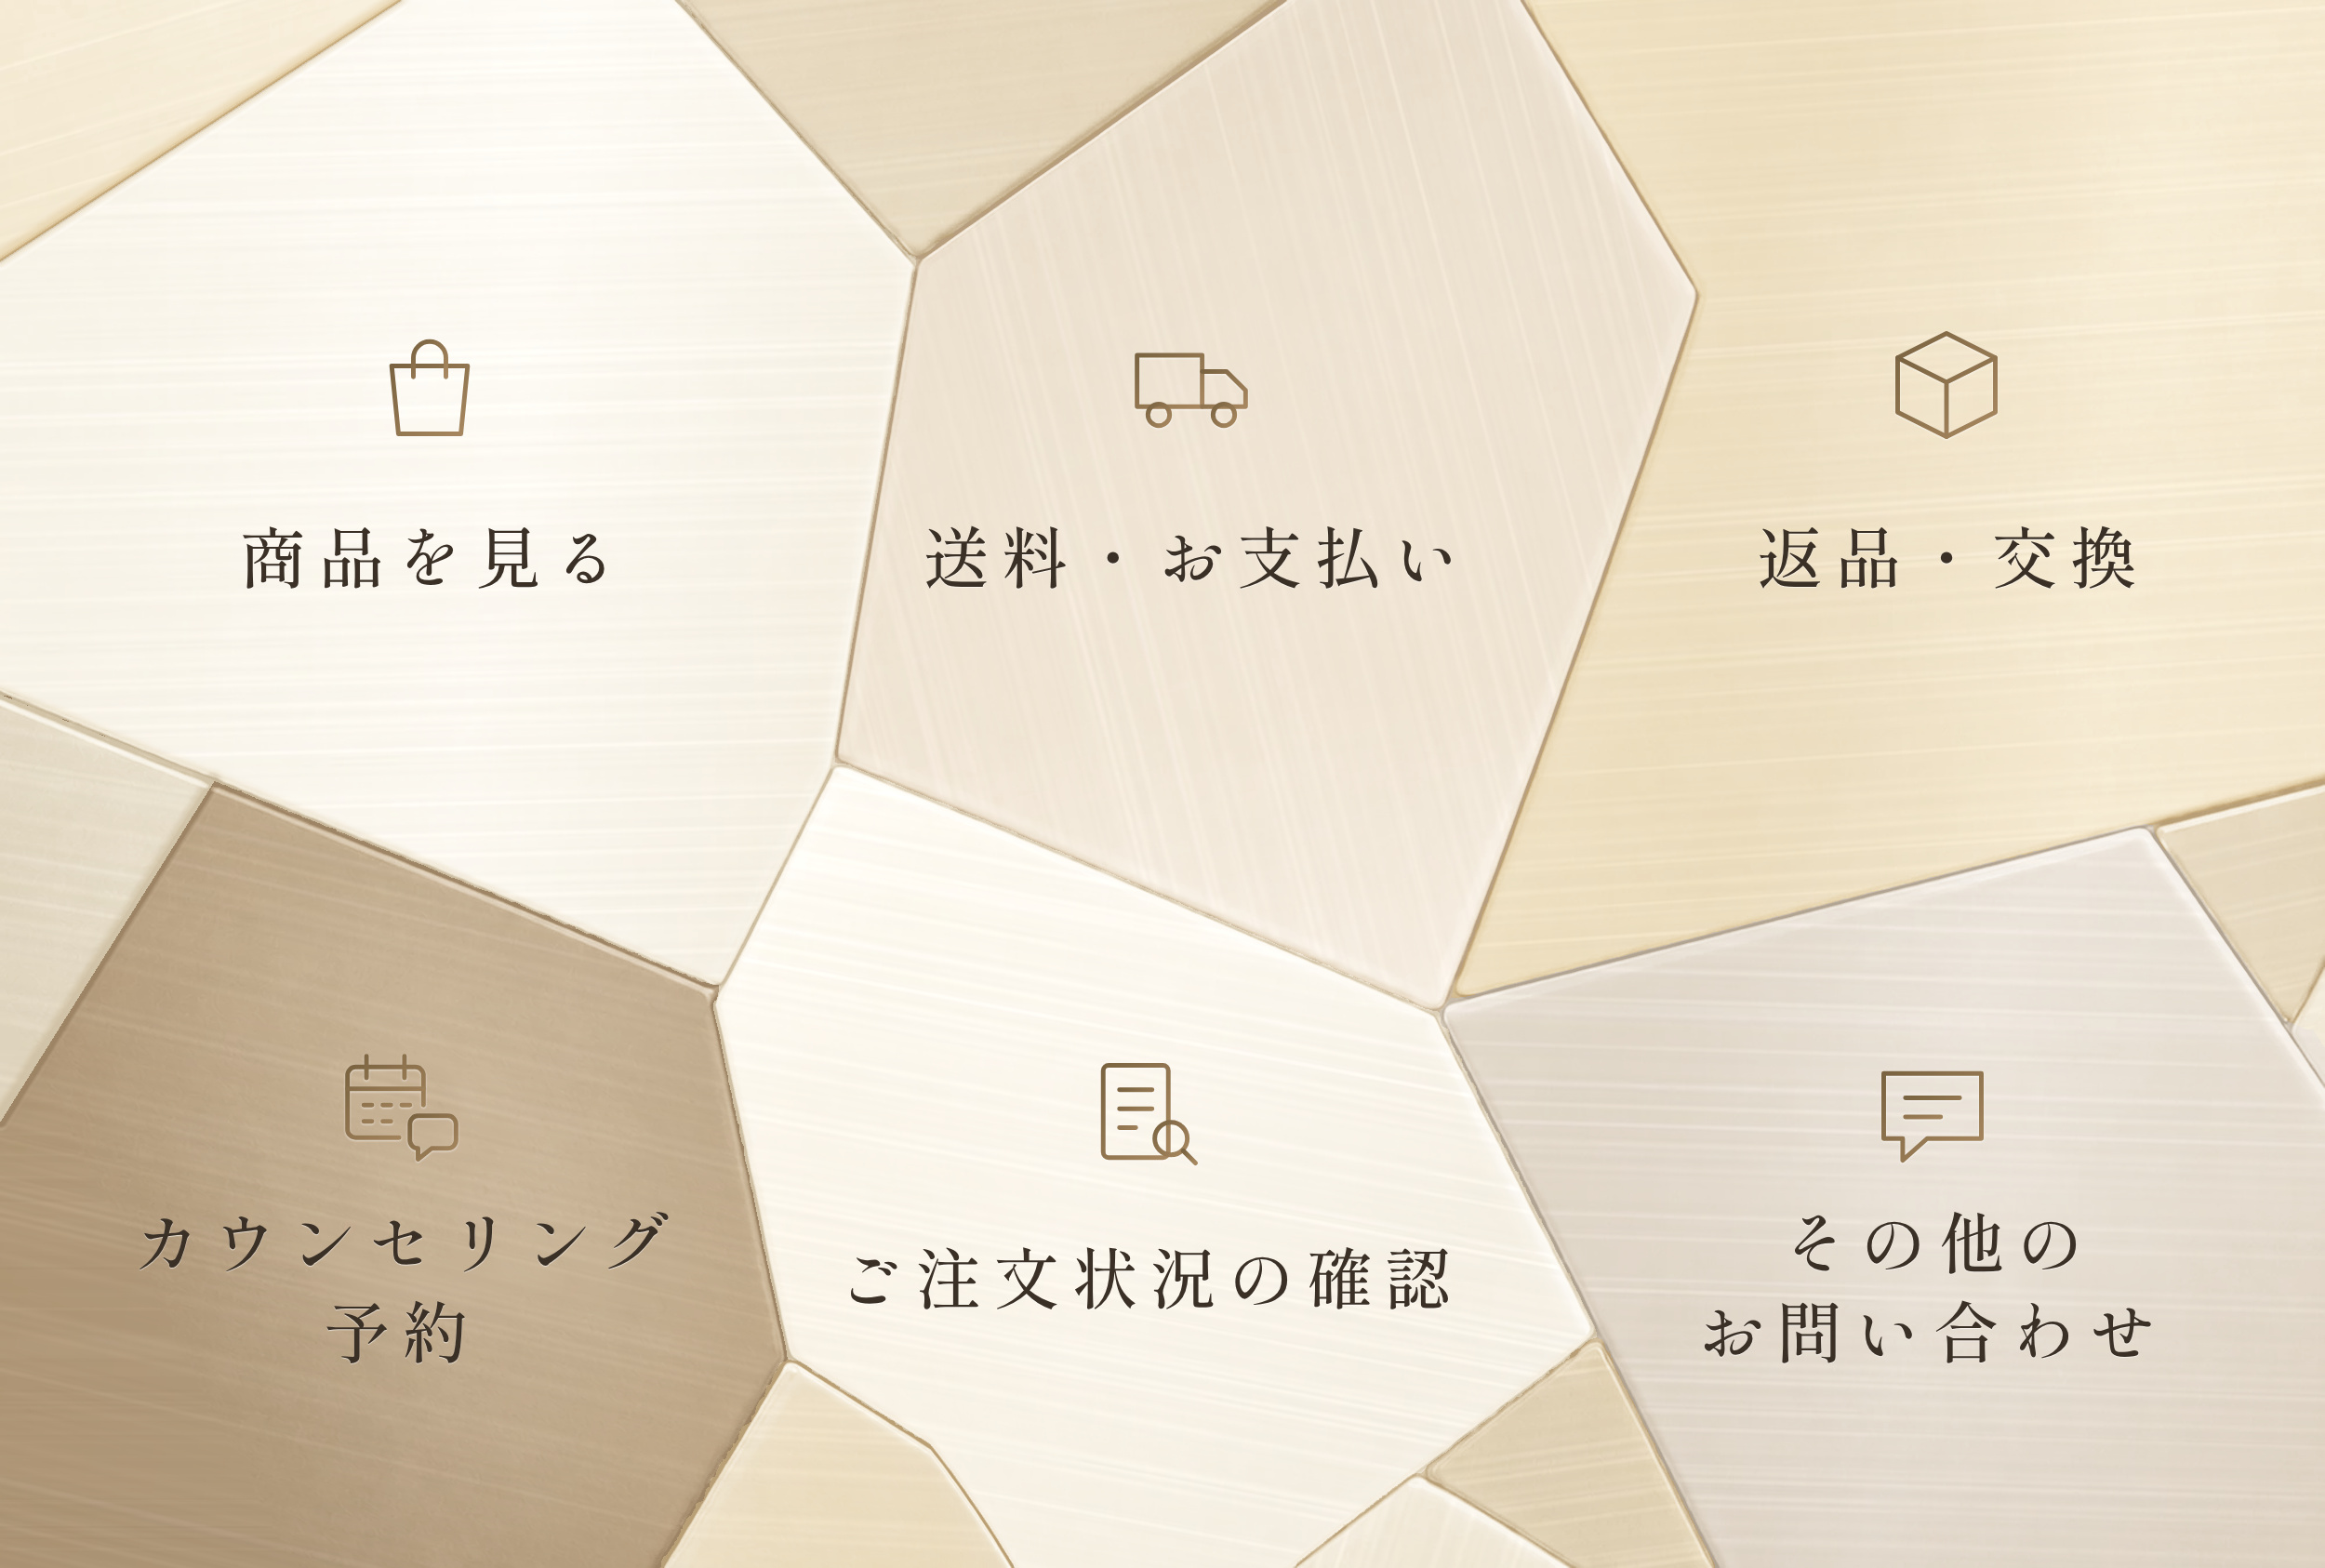 商品を見る
送料・お支払い
返品・交換
カウンセリング
予約
ご注文状況の確認
その他の
お問い合わせ